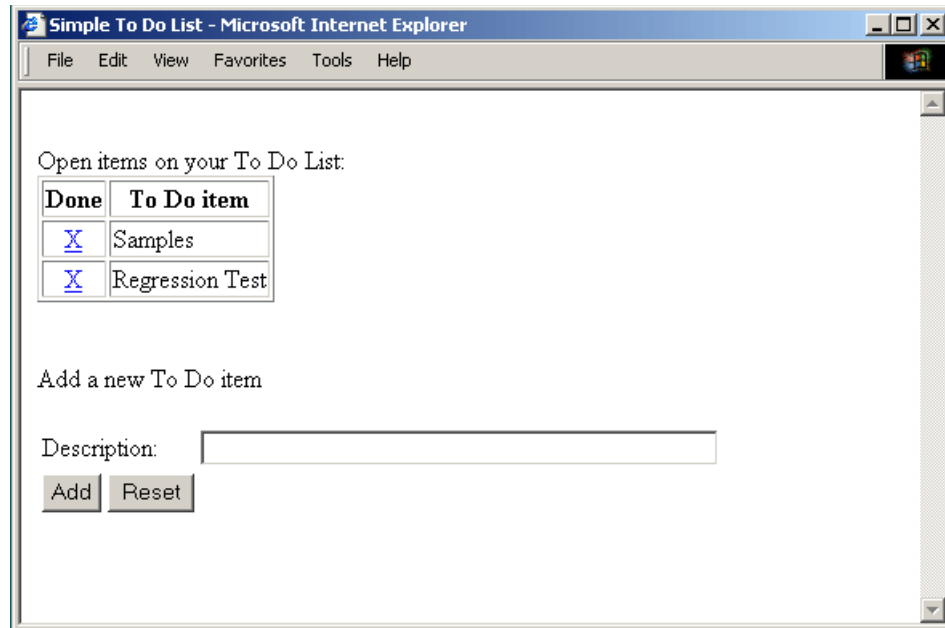 Simple To Do List - Microsoft Internet Explorer
File Edit View Favorites Tools Help
Open items on your To Do List:
Done To Do item
X Samples
X Regression Test
Add a new To Do item
Description:
Add Reset